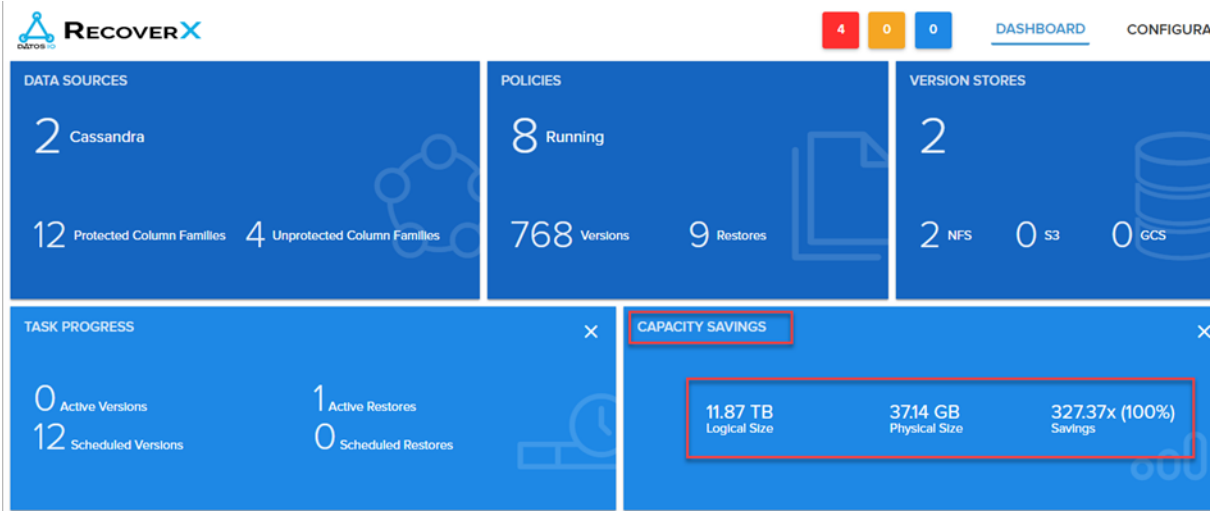 DATOS IO RECOVERX 4 0 0 DASHBOARD CONFIGURA
DATA SOURCES
2 Cassandra
12 Protected Column Families 4 Unprotected Column Families
POLICIES
8 Running
768 Versions 9 Restores
VERSION STORES
2
2 NFS 0 S3 0 GCS
TASK PROGRESS
0 Active Versions 1 Active Restores
12 Scheduled Versions 0 Scheduled Restores
CAPACITY SAVINGS
11.87 TB 37.14 GB 327.37x (100%)
Logical Size Physical Size Savings